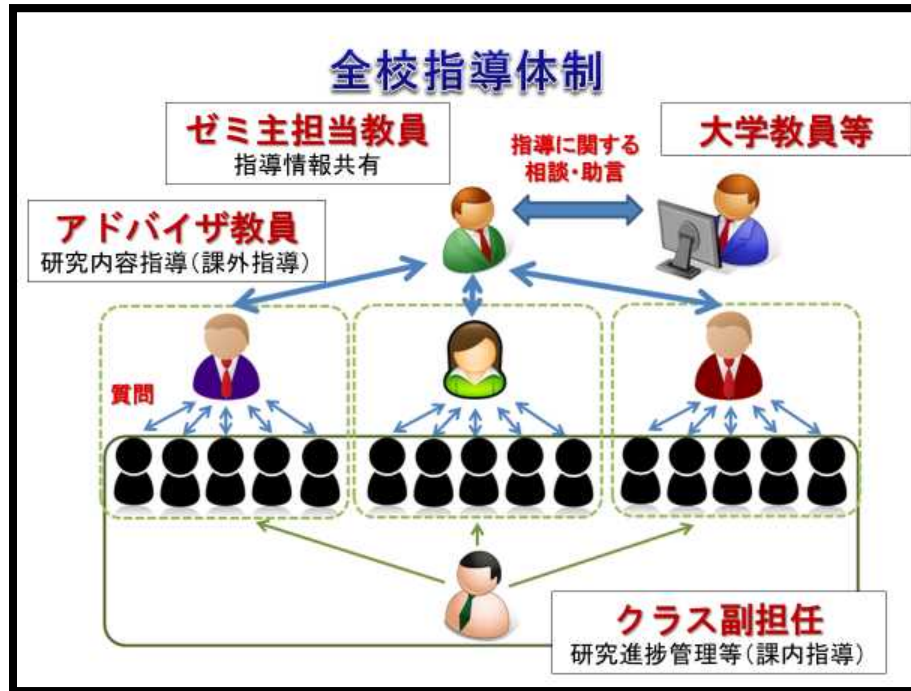 全校指導体制
ゼミ主担当教員
指導情報共有
指導に関する
相談・助言
大学教員等
アドバイザ教員
研究内容指導(課外指導)
質問
クラス副担任
研究進捗管理等(課内指導)